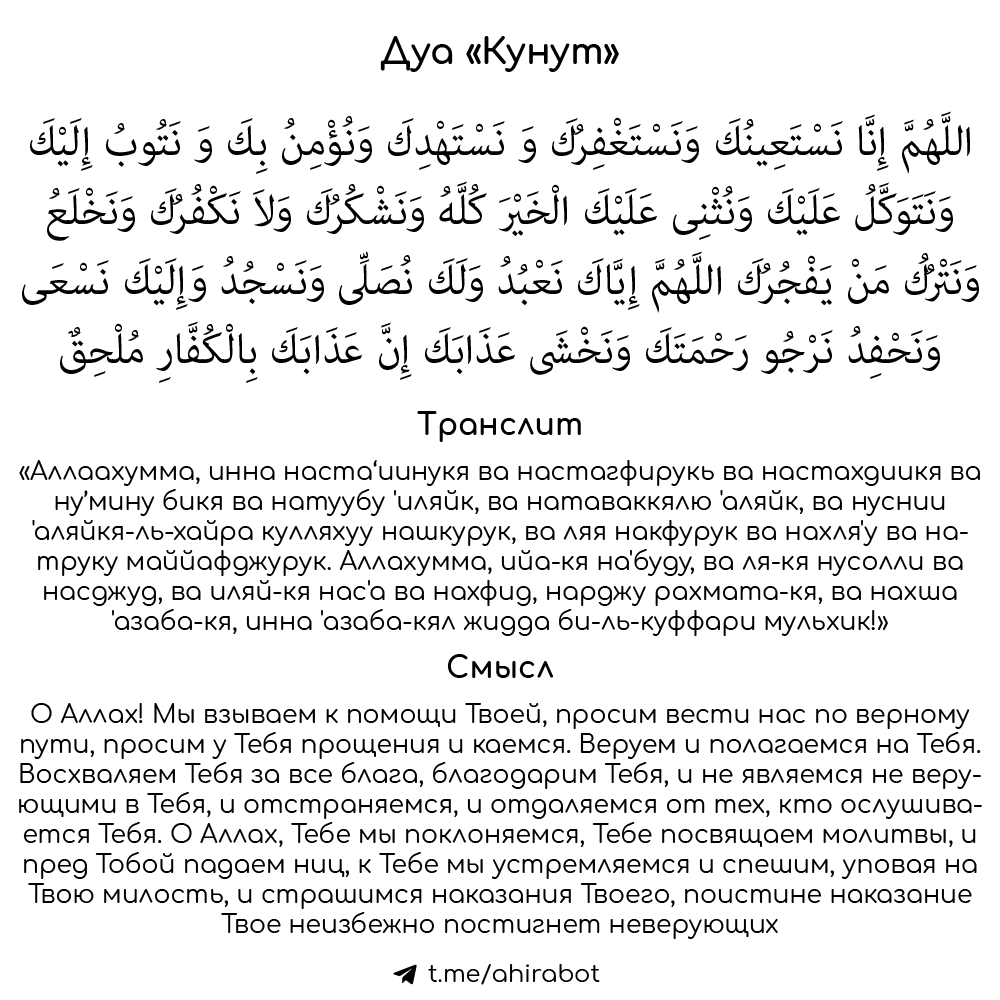 Дуа «Кунут»
اللَّهُمَّ إِنَّا نَسْتَعِينُكَ وَنَسْتَغْفِرُكَ وَ نَسْتَهْدِكَ وَنُؤْمِنُ بِكَ وَ نَتُوبُ إِلَيْكَ
وَنَتَوَكَّلُ عَلَيْكَ وَنُثْنِى عَلَيْكَ الْخَيْرَ كُلَّهُ وَنَشْكُرُكَ وَلاَ نَكْفُرُكَ وَنَخْلَعُ
وَنَتْرُكُ مَنْ يَفْجُرُكَ اللَّهُمَّ إِيَّاكَ نَعْبُدُ وَلَكَ نُصَلِّى وَنَسْجُدُ وَإِلَيْكَ نَسْعَى
وَنَحْفِدُ نَرْجُو رَحْمَتَكَ وَنَخْشَى عَذَابَكَ إِنَّ عَذَابَكَ بِالْكُفَّارِ مُلْحِقٌ
Транслит
«Аллаахумма, инна наста‘иинукя ва настагфирукь ва настахдиикя ва
ну’мину бикя ва натуубу 'иляйк, ва натаваккялю 'аляйк, ва нуснии
'аляйкя-ль-хайра кулляхуу нашкурук, ва ляя накфурук ва нахля'у ва на-
труку маййафджурук. Аллахумма, ийа-кя на'буду, ва ля-кя нусолли ва
насджуд, ва иляй-кя нас'а ва нахфид, нарджу рахмата-кя, ва нахша
'азаба-кя, инна 'азаба-кял жидда би-ль-куффари мульхик!»
Смысл
О Аллах! Мы взываем к помощи Твоей, просим вести нас по верному
пути, просим у Тебя прощения и каемся. Веруем и полагаемся на Тебя.
Восхваляем Тебя за все блага, благодарим Тебя, и не являемся не веру-
ющими в Тебя, и отстраняемся, и отдаляемся от тех, кто ослушива-
ется Тебя. О Аллах, Тебе мы поклоняемся, Тебе посвящаем молитвы, и
пред Тобой падаем ниц, к Тебе мы устремляемся и спешим, уповая на
Твою милость, и страшимся наказания Твоего, поистине наказание
Твое неизбежно постигнет неверующих
t.me/ahirabot